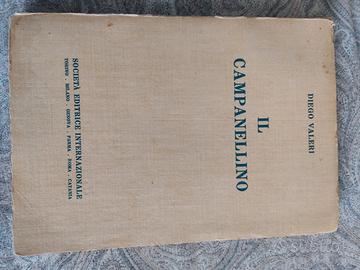 DIEGO VALERI
IL
CAMPANELLINO
SOCIETÀ EDITRICE INTERNAZIONALE
TORINO . MILANO . GENOVA . PARMA . ROMA . CATANIA